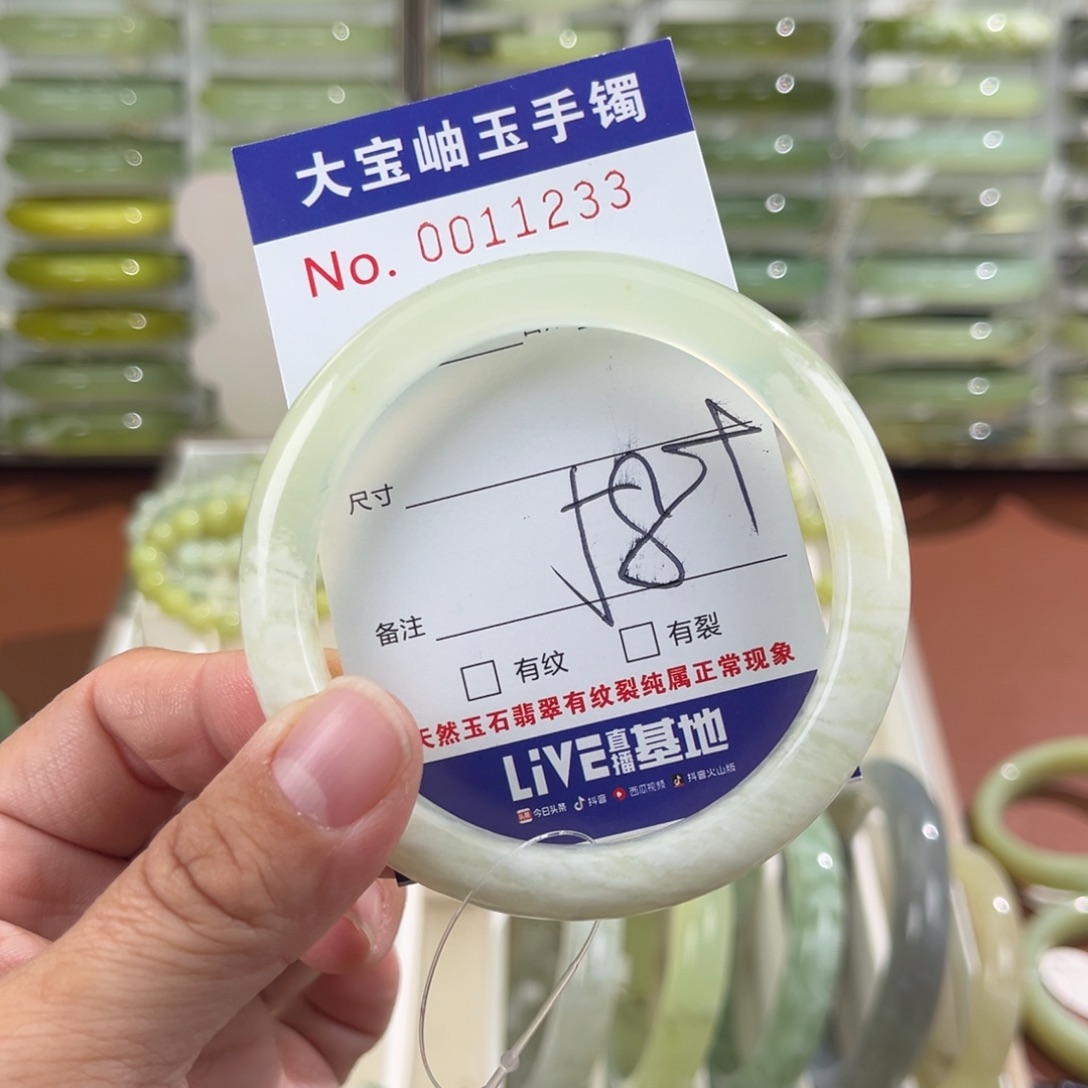 大宝岫玉手镯
No. 0011233
尺寸
备注
有纹 有裂
天然玉石翡翠有纹裂纯属正常现象
LiVE直播基地
今日头条 抖音 西瓜视频 抖音火山版